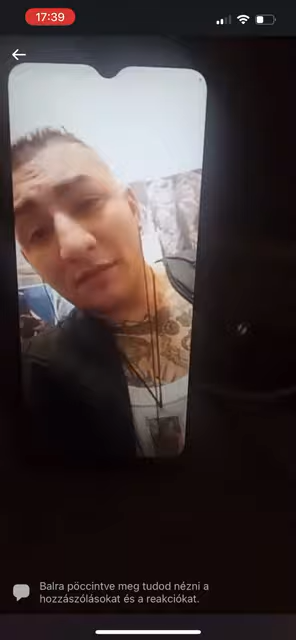 17:39
Balra pöccintve meg tudod nézni a
hozzászólásokat és a reakciókat.